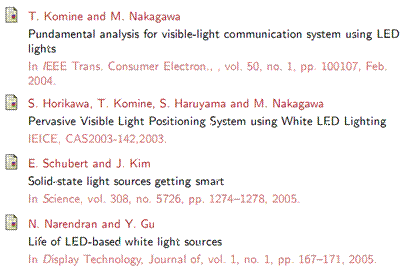 T. Komine and M. Nakagawa
Pundamental analysis for visible-light communication system using LED
lights
In IEEE Trans. Consumer Electron., , vol. 50, no. 1, pp. 100107, Feb.
2004.
S. Horikawa, T. Komine, S. Haruyama and M. Nakagawa
Pervasive Visible Light Positioning System using White LED Lighting
IEICE, CAS2003-142,2003.
E. Schubert and J. Kim
Solid-state light sources getting smart
In Science, vol. 308, no. 5726, pp. 1274–1278, 2005.
N. Narendran and Y. Gu
Life of LED-based white light sources
In Display Technology, Journal of, vol. 1, no. 1, pp. 167–171, 2005.